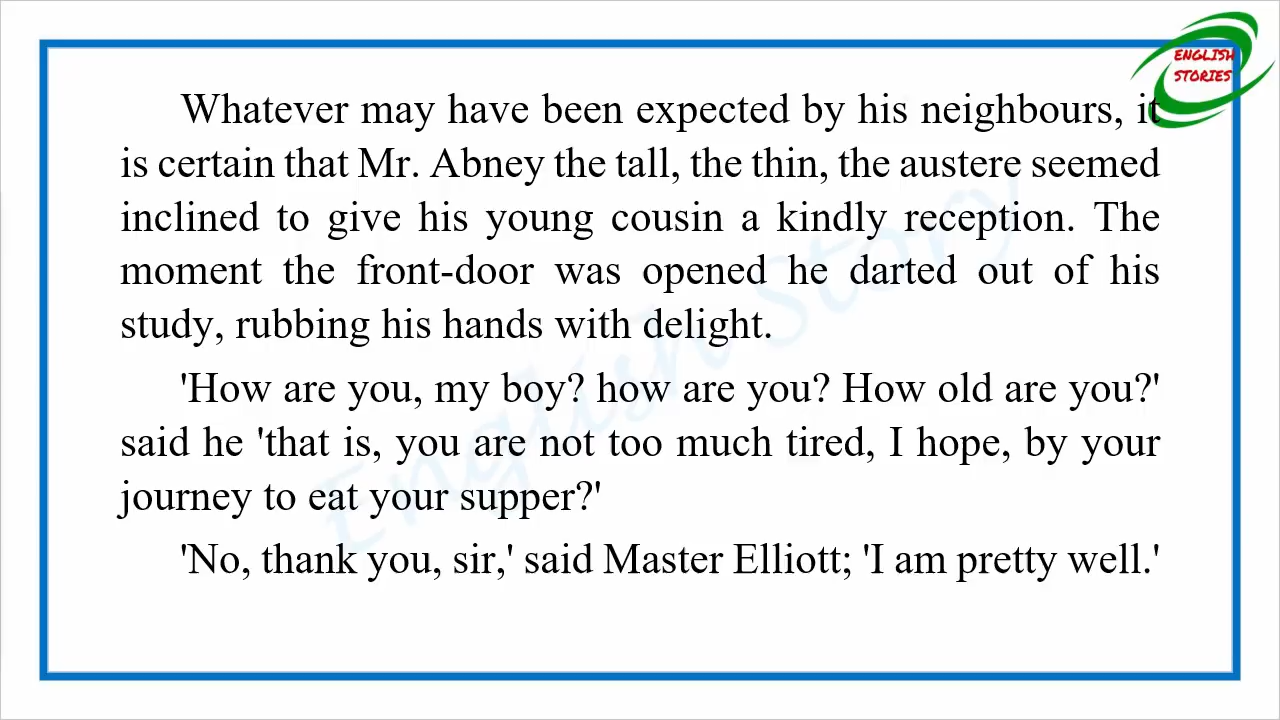 ENGLISH
STORIES
Whatever may have been expected by his neighbours, it
is certain that Mr. Abney the tall, the thin, the austere seemed
inclined to give his young cousin a kindly reception. The
moment the front-door was opened he darted out of his
study, rubbing his hands with delight.
'How are you, my boy? how are you? How old are you?'
said he 'that is, you are not too much tired, I hope, by your
journey to eat your supper?'
'No, thank you, sir,' said Master Elliott; 'I am pretty well.'
English Story